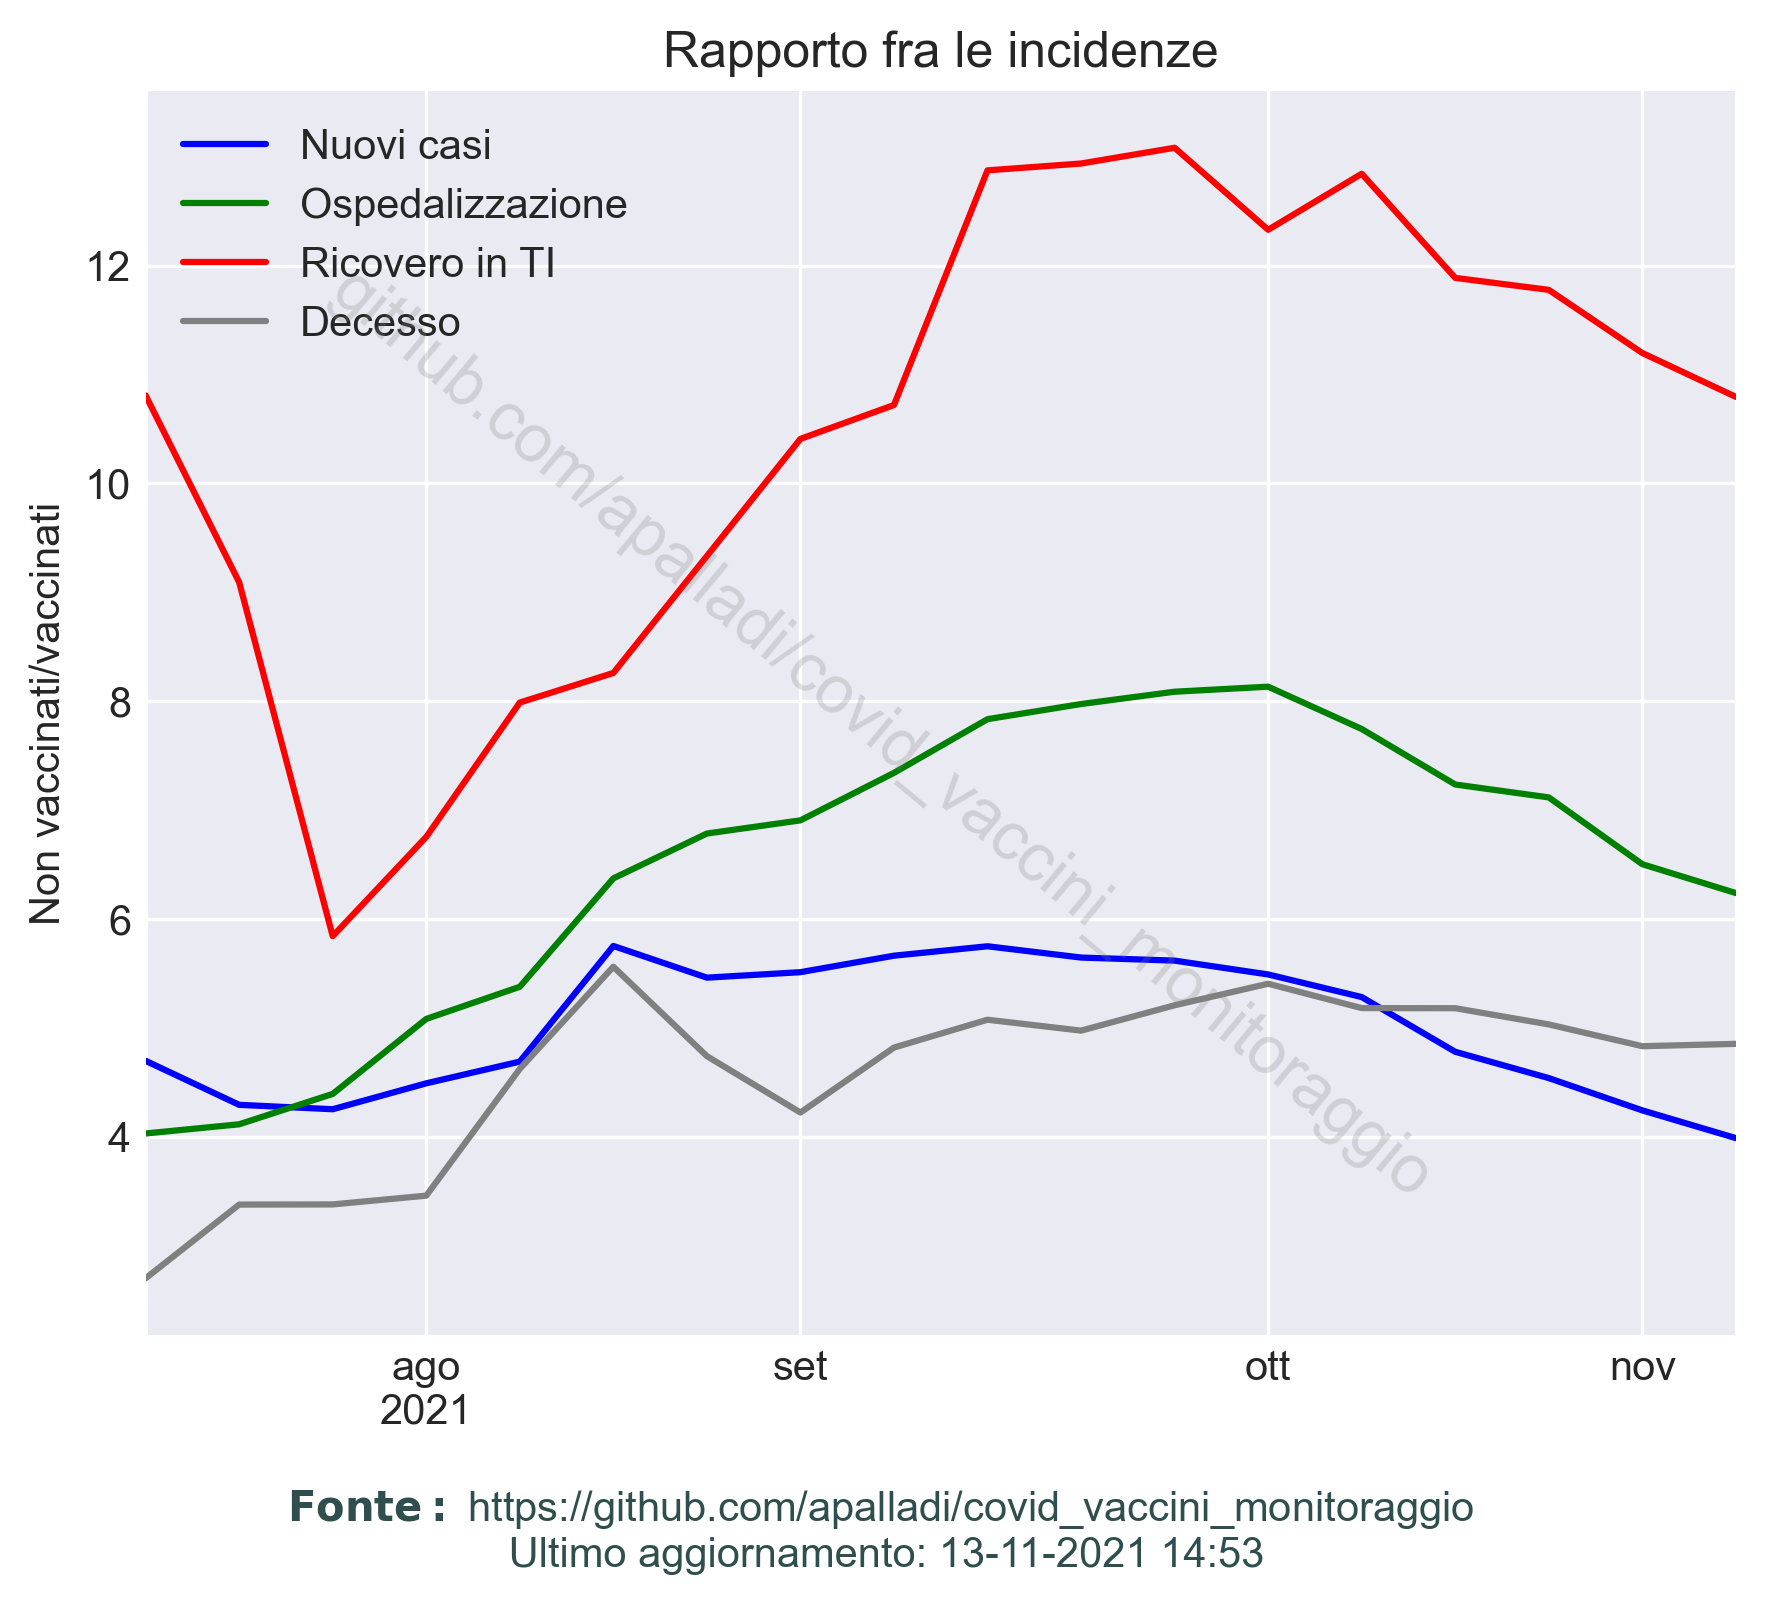 Rapporto fra le incidenze
Nuovi casi
Ospedalizzazione
Ricovero in TI
Decesso
12
10
8
6
4
Non vaccinati/vaccinati
github.com/apalladi/covid_vaccini_monitoraggio
ago
2021
set
ott
nov
Fonte: https://github.com/apalladi/covid_vaccini_monitoraggio
Ultimo aggiornamento: 13-11-2021 14:53